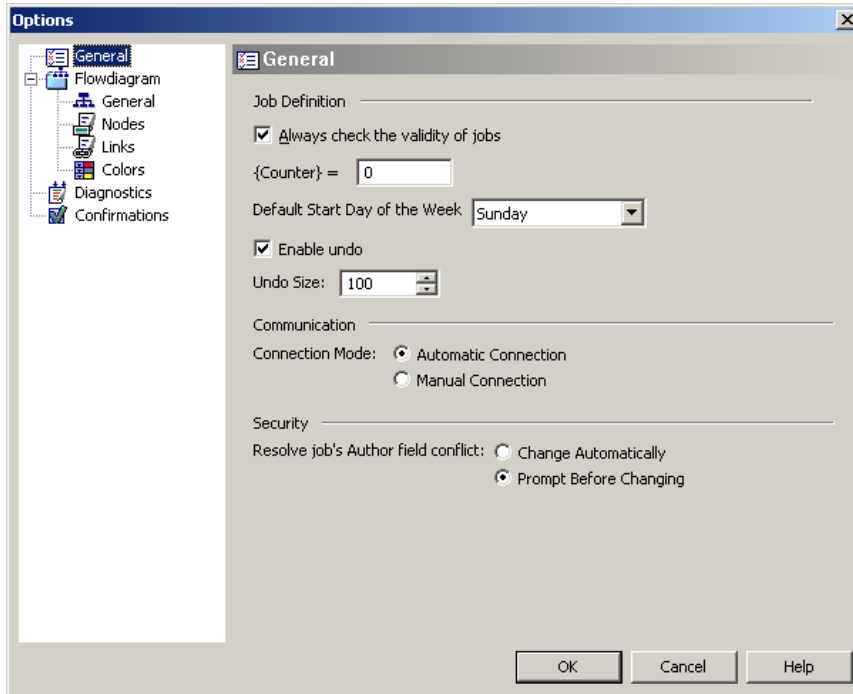 Options
General
Flowdiagram
General
Nodes
Links
Colors
Diagnostics
Confirmations
General
Job Definition
Always check the validity of jobs
{Counter} = 0
Default Start Day of the Week Sunday
Enable undo
Undo Size: 100
Communication
Connection Mode: Automatic Connection
Manual Connection
Security
Resolve job's Author field conflict: Change Automatically
Prompt Before Changing
OK Cancel Help